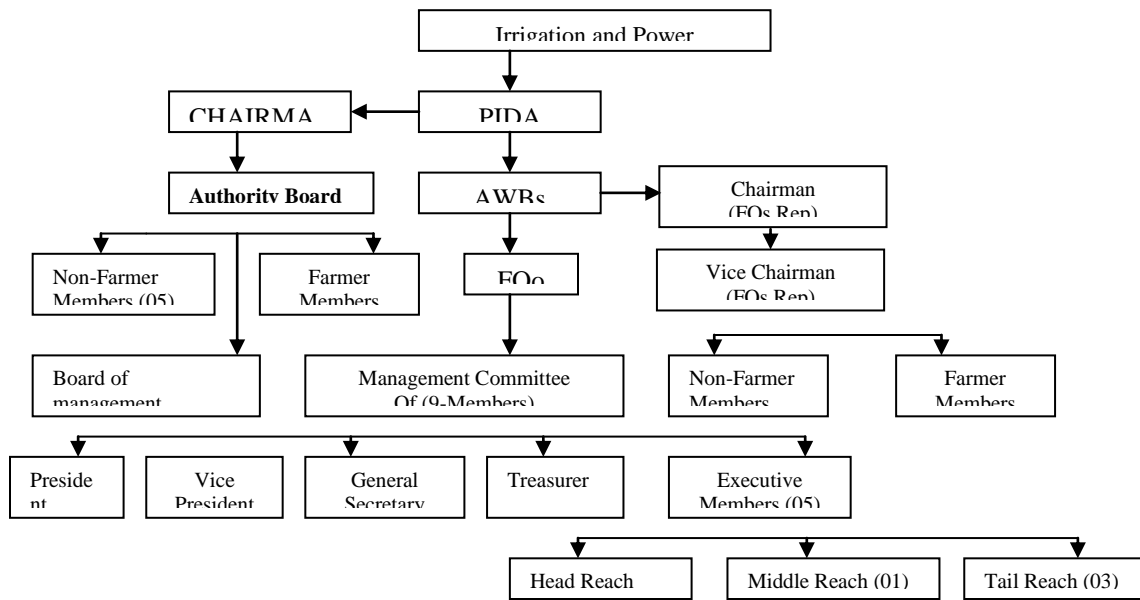 Irrigation and Power
CHAIRMA
PIDA
Authority Board
AWBs
Chairman
(FOs Rep)
Non-Farmer
Members (05)
Farmer
Members
Vice Chairman
(FOs Rep)
Board of
management
Management Committee
Of (9-Members)
Non-Farmer
Members
Farmer
Members
Preside
nt
Vice
President
General
Secretary
Treasurer
Executive
Members (05)
Head Reach
Middle Reach (01)
Tail Reach (03)